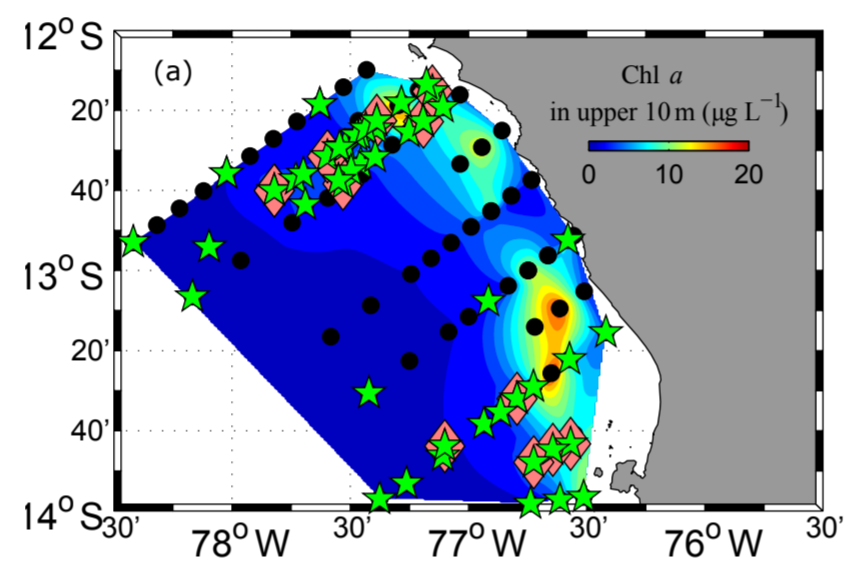 12° S
(a)
Chl a
in upper 10 m (μg L⁻¹)
20'
0 10 20
40'
13° S
20'
40'
14° S
30' 78° W 30' 77° W 30' 76° W 30'